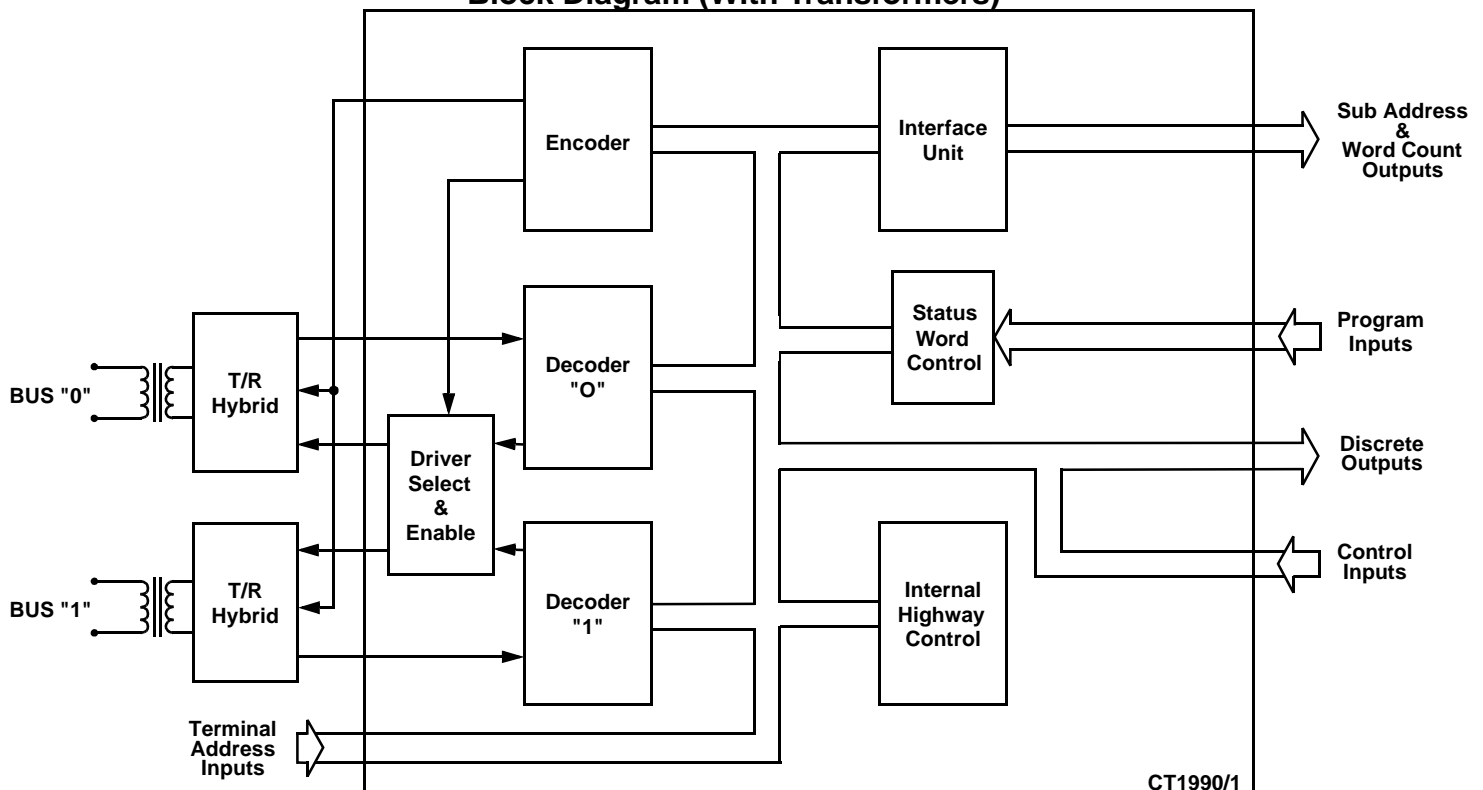 Block Diagram (With Transformers)
Encoder
Interface
Unit
Sub Address
&
Word Count
Outputs
Status
Word
Control
Program
Inputs
T/R
Hybrid
BUS "0"
Decoder
"O"
Driver
Select
&
Enable
Discrete
Outputs
T/R
Hybrid
BUS "1"
Decoder
"1"
Internal
Highway
Control
Control
Inputs
Terminal
Address
Inputs
CT1990/1